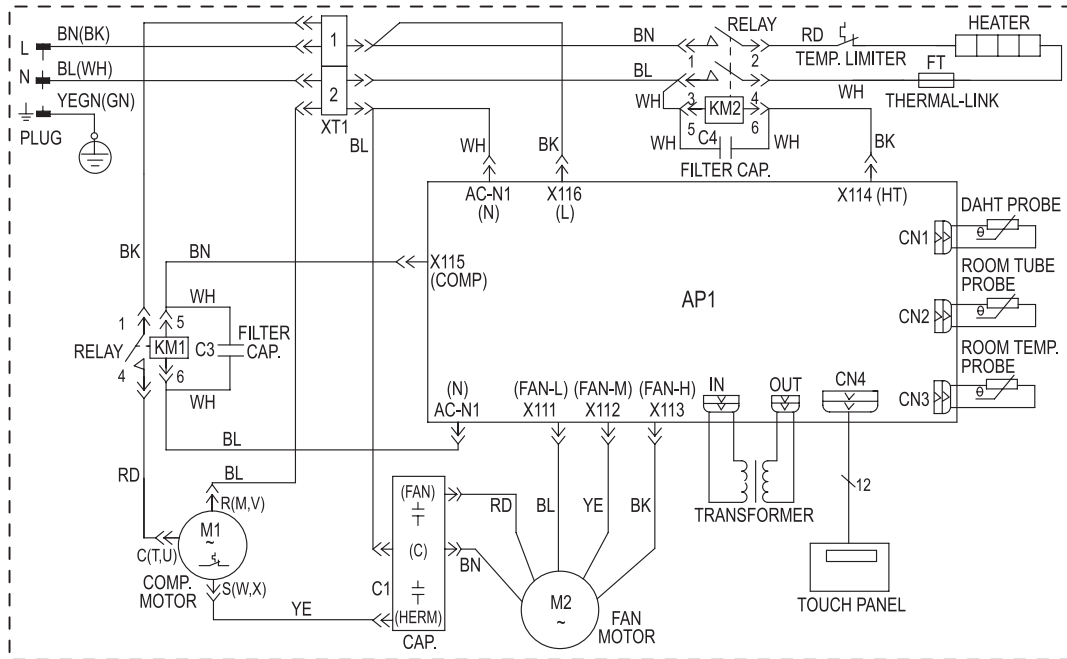 BN(BK)
L
BL(WH)
N
YEGN(GN)
PLUG
1
2
XT1
RELAY
BN
1
2
RD
TEMP. LIMITER
HEATER
BL
WH
3
4
KM2
5
6
WH
FT
THERMAL-LINK
WH
C4
WH
FILTER CAP.
BK
BL
WH
BK
AC-N1
(N)
X116
(L)
X114 (HT)
DAHT PROBE
CN1
θ
ROOM TUBE
PROBE
CN2
θ
ROOM TEMP.
PROBE
CN3
θ
BK
BN
X115
(COMP)
AP1
WH
1
5
RELAY
KM1
C3
FILTER
CAP.
4
6
WH
(N)
AC-N1
(FAN-L)
X111
(FAN-M)
X112
(FAN-H)
X113
IN
OUT
CN4
BL
RD
BL
R(M,V)
M1
~
C(T,U)
COMP.
MOTOR
S(W,X)
YE
(FAN)
(C)
C1
(HERM)
CAP.
RD
BN
BL
YE
BK
M2
~
FAN
MOTOR
TRANSFORMER
12
TOUCH PANEL